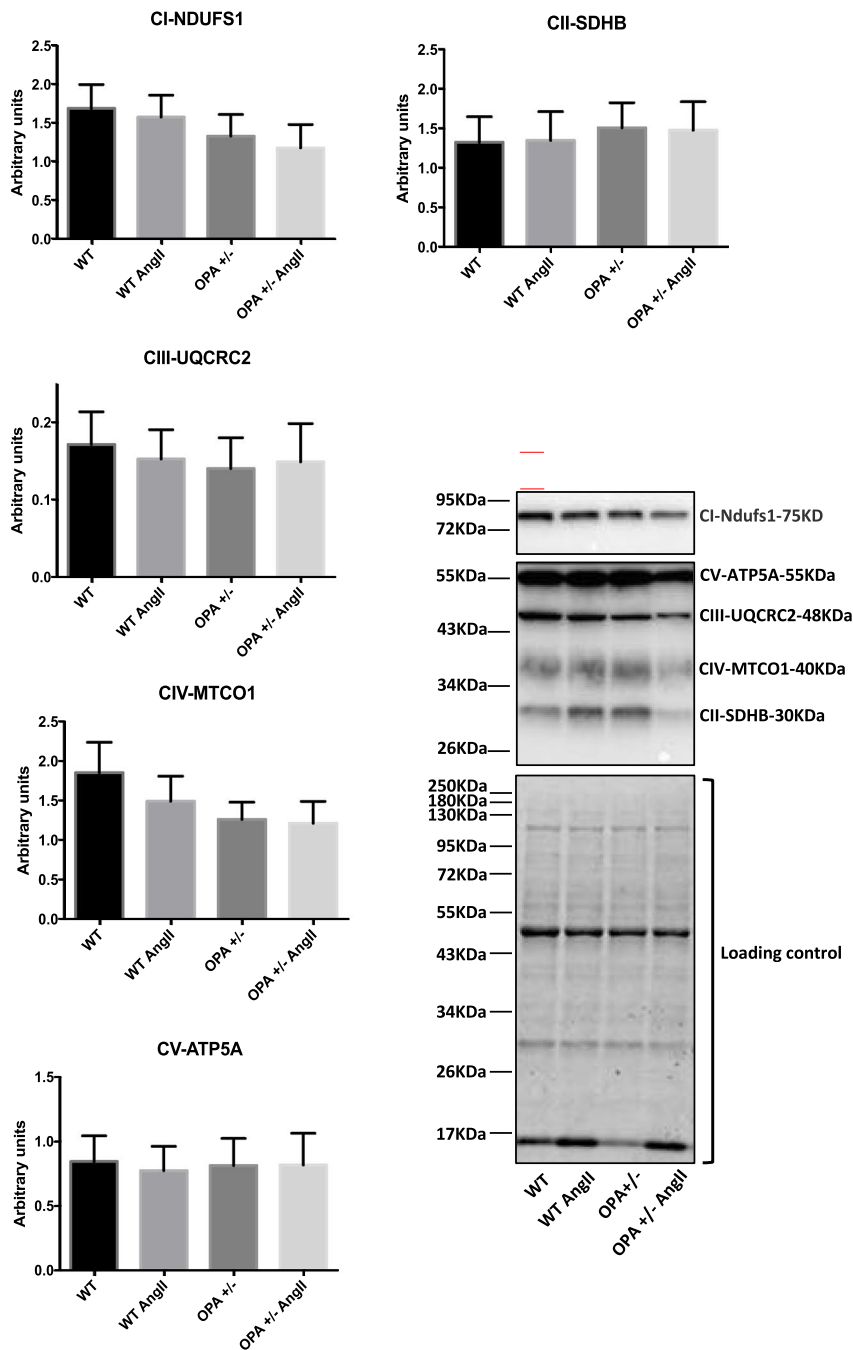 CI-NDUFS1
Arbitrary units
2.5
2.0
1.5
1.0
0.5
0.0
WT
WT AngII
OPA +/-
OPA +/- AngII
CII-SDHB
Arbitrary units
2.5
2.0
1.5
1.0
0.5
0.0
WT
WT AngII
OPA +/-
OPA +/- AngII
CIII-UQCRC2
Arbitrary units
0.2
0.1
0.0
WT
WT AngII
OPA +/-
OPA +/- AngII
CIV-MTCO1
Arbitrary units
2.5
2.0
1.5
1.0
0.5
0.0
WT
WT AngII
OPA +/-
OPA +/- AngII
CV-ATP5A
Arbitrary units
1.5
1.0
0.5
0.0
WT
WT AngII
OPA +/-
OPA +/- AngII
95KDa
72KDa
CI-Ndufs1-75KD
55KDa
43KDa
34KDa
26KDa
CV-ATP5A-55KDa
CIII-UQCRC2-48KDa
CIV-MTCO1-40KDa
CII-SDHB-30KDa
250KDa
180KDa
130KDa
95KDa
72KDa
55KDa
43KDa
34KDa
26KDa
17KDa
Loading control
WT
WT AngII
OPA+/-
OPA +/- AngII